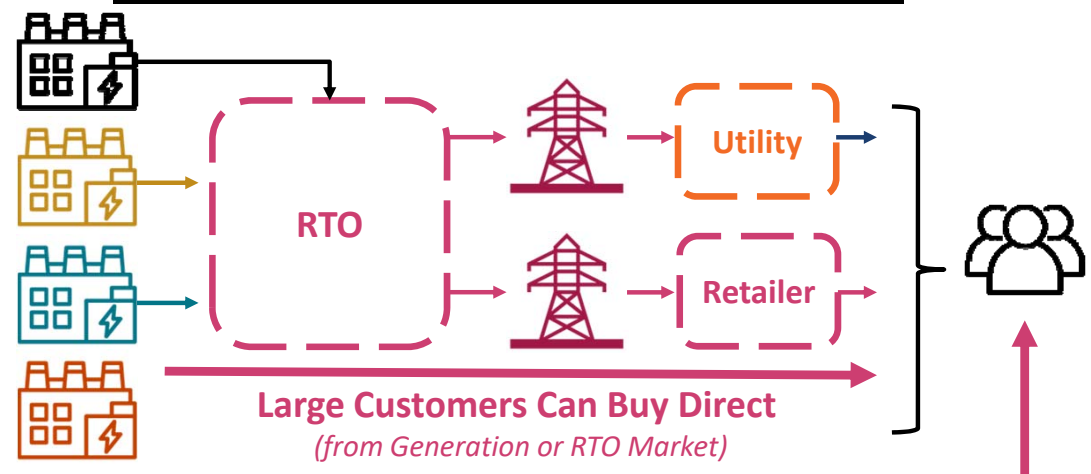 Utility
RTO
Retailer
Large Customers Can Buy Direct
(from Generation or RTO Market)